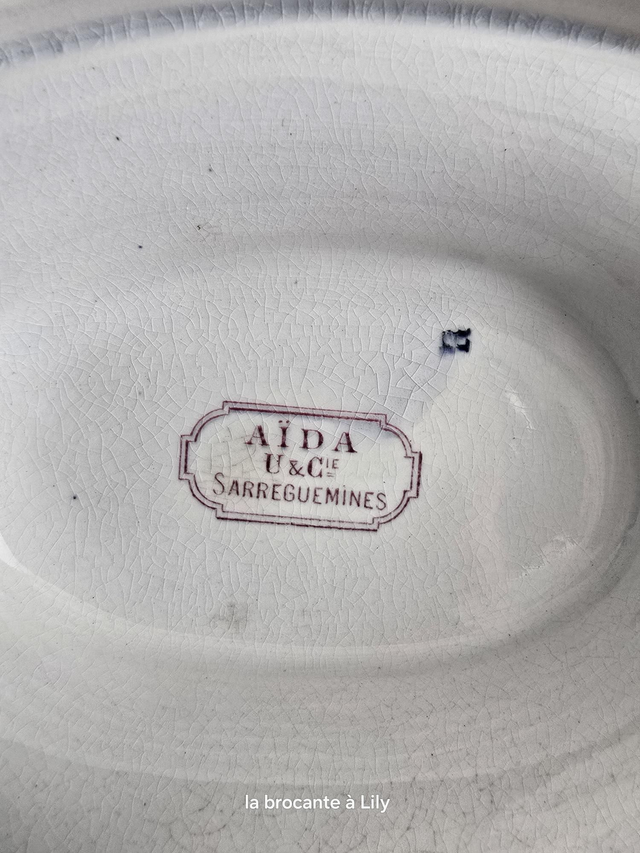 AÏDA
U & CIE
SARREGUEMINES
la brocante à Lily